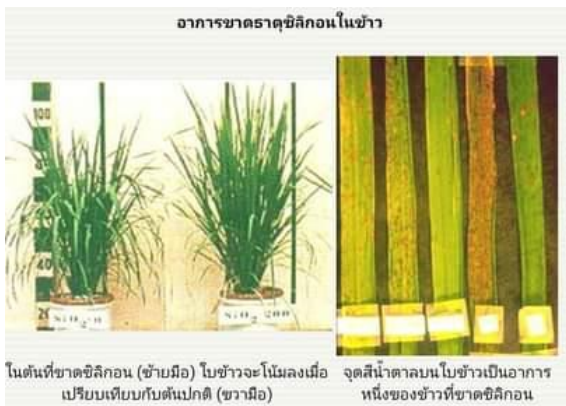 อาการขาดธาตุซิลิกอนในข้าว
100
40
SiO2-0
SiO2 200
ในต้นที่ขาดซิลิกอน (ซ้ายมือ) ใบข้าวจะโน้มลงเมื่อ
เปรียบเทียบกับต้นปกติ (ขวามือ)
จุดสีน้ำตาลบนใบข้าวเป็นอาการ
หนึ่งของข้าวที่ขาดซิลิกอน